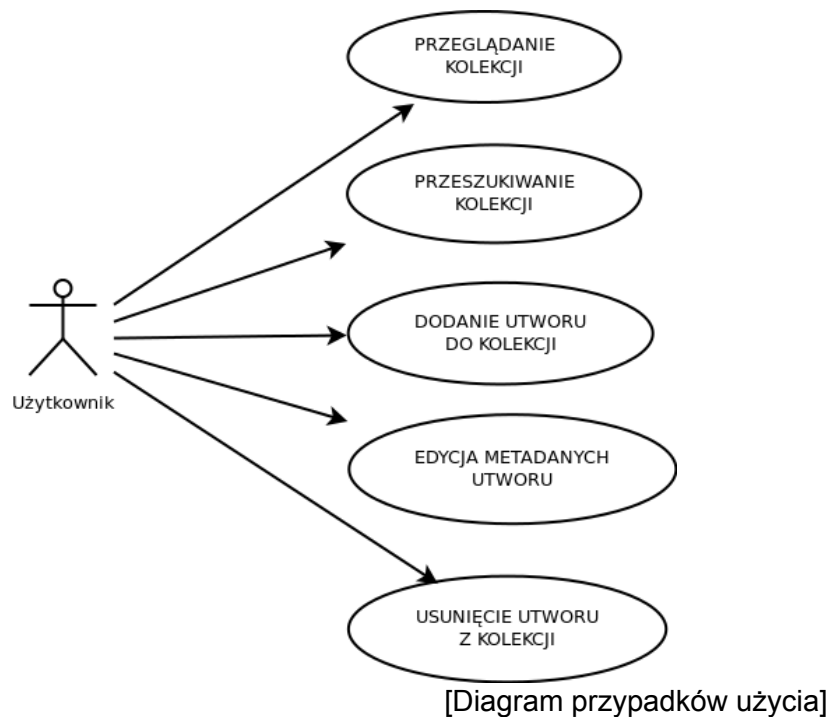 PRZEGLĄDANIE
KOLEKCJI
PRZESZUKIWANIE
KOLEKCJI
DODANIE UTWORU
DO KOLEKCJI
Użytkownik
EDYCJA METADANYCH
UTWORU
USUNIĘCIE UTWORU
Z KOLEKCJI
[Diagram przypadków użycia]